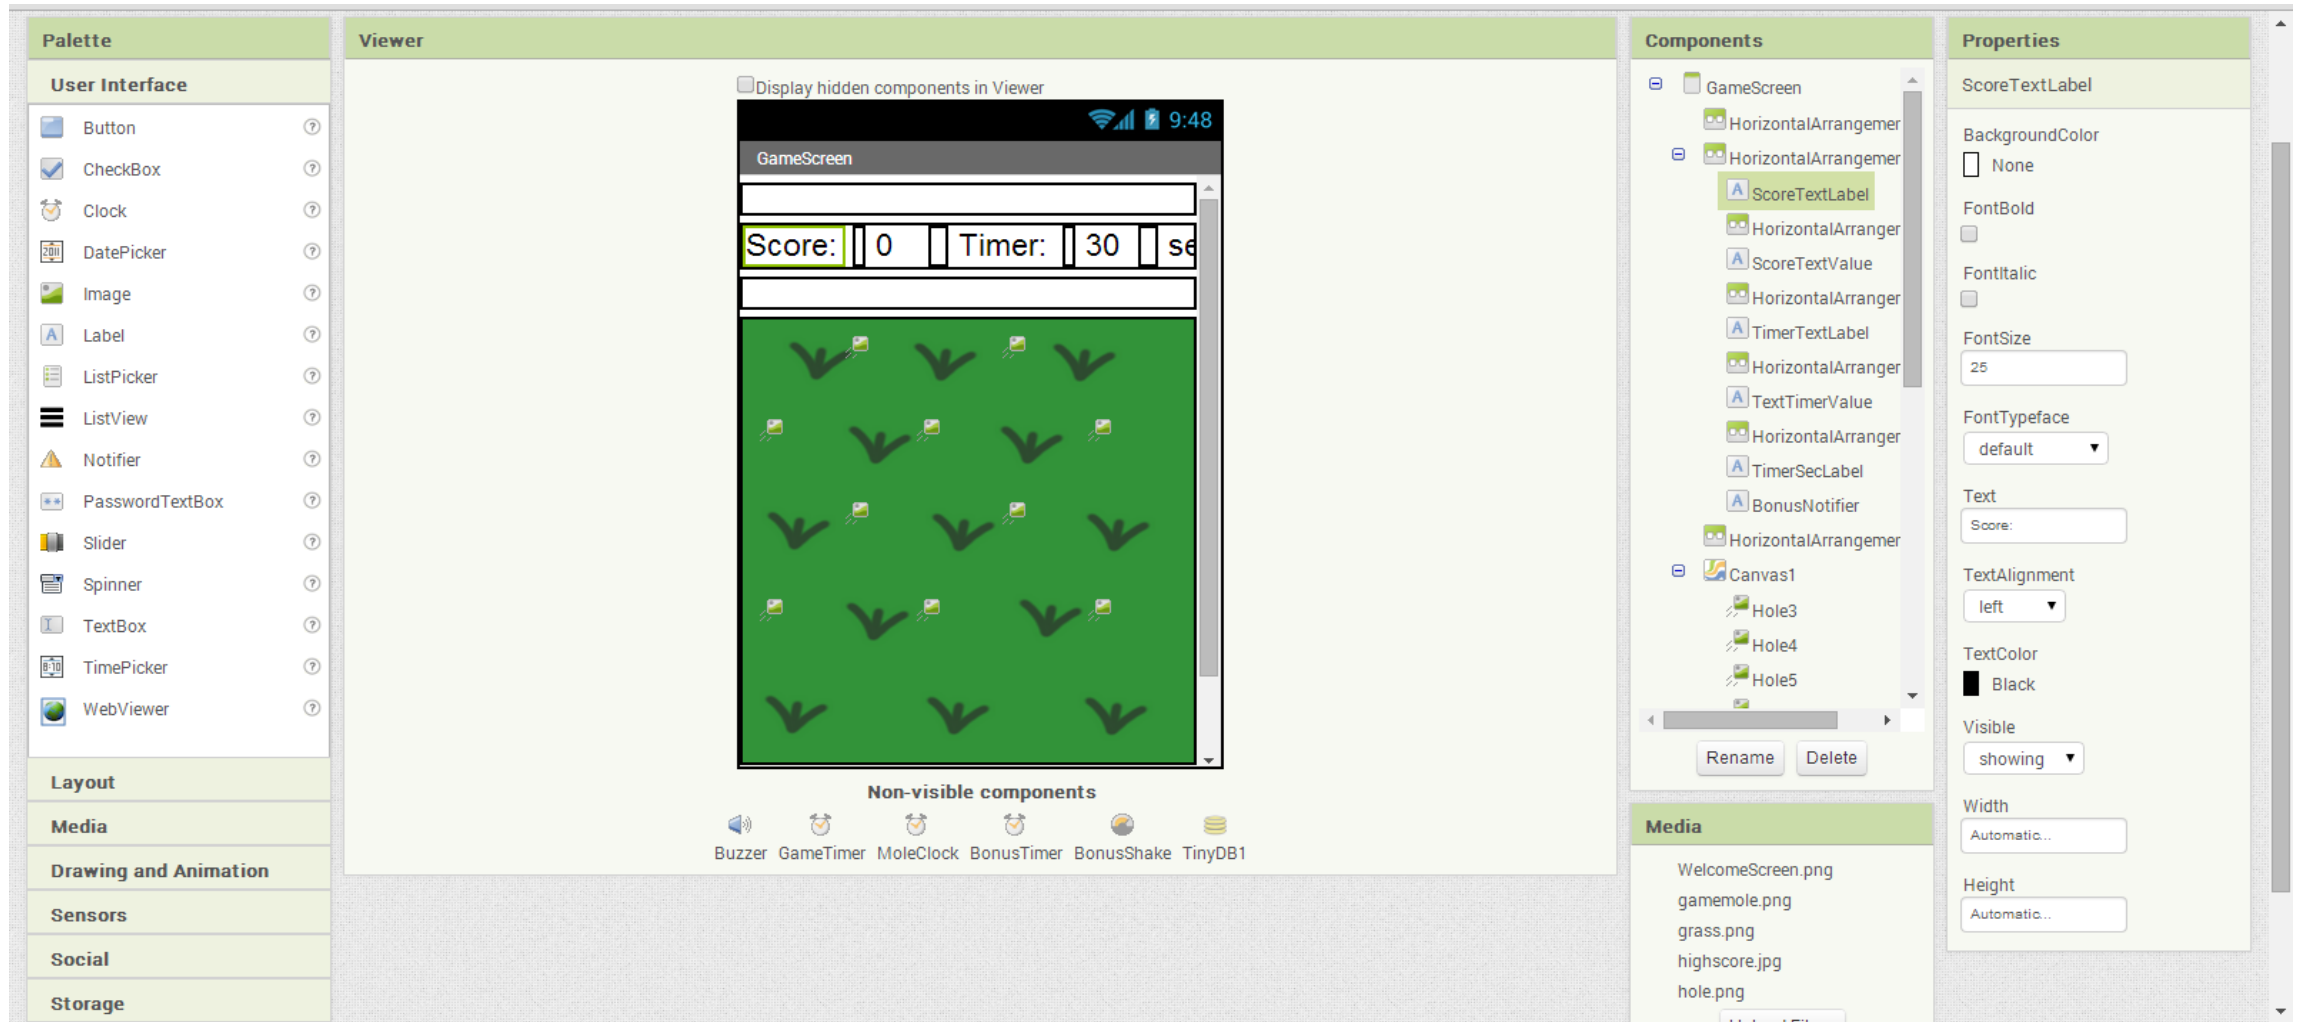 Palette
User Interface
Button
CheckBox
Clock
DatePicker
Image
Label
ListPicker
ListView
Notifier
PasswordTextBox
Slider
Spinner
TextBox
TimePicker
WebViewer
Layout
Media
Drawing and Animation
Sensors
Social
Storage
Viewer
Display hidden components in Viewer
9:48
GameScreen
Score: 0 Timer: 30 se
Non-visible components
Buzzer GameTimer MoleClock BonusTimer BonusShake TinyDB1
Components
GameScreen
HorizontalArrangemer
HorizontalArrangemer
ScoreTextLabel
HorizontalArranger
ScoreTextValue
HorizontalArranger
TimerTextLabel
HorizontalArranger
TextTimerValue
HorizontalArranger
TimerSecLabel
BonusNotifier
HorizontalArrangemer
Canvas1
Hole3
Hole4
Hole5
Rename Delete
Media
WelcomeScreen.png
gamemole.png
grass.png
highscore.jpg
hole.png
Properties
ScoreTextLabel
BackgroundColor
None
FontBold
FontItalic
FontSize
25
FontTypeface
default
Text
Score:
TextAlignment
left
TextColor
Black
Visible
showing
Width
Automatic...
Height
Automatic...